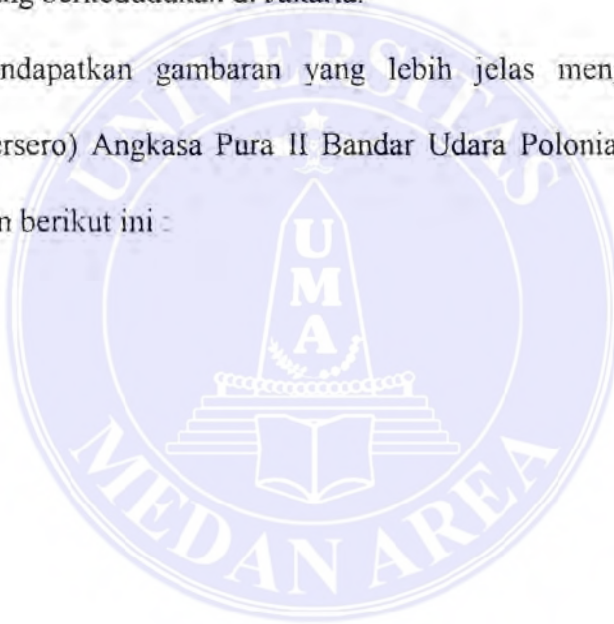 ng berkedudukan di Jakarta.
ndapatkan gambaran yang lebih jelas men
ersero) Angkasa Pura II Bandar Udara Polonia
n berikut ini :
UNIVERSITAS
UMA
MEDAN AREA